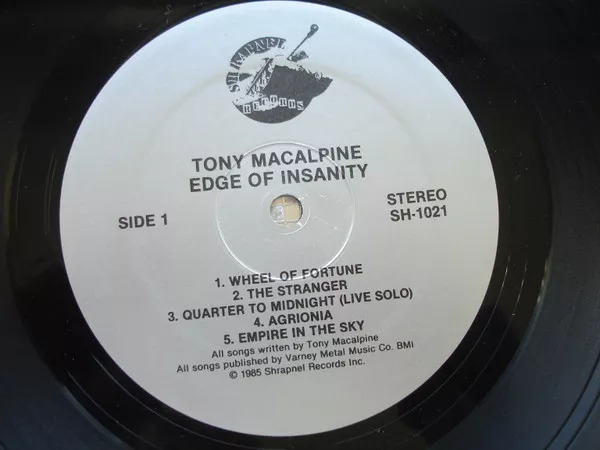 SHRAPNEL
RECORDS
TONY MACALPINE
EDGE OF INSANITY
SIDE 1
STEREO
SH-1021
1. WHEEL OF FORTUNE
2. THE STRANGER
3. QUARTER TO MIDNIGHT (LIVE SOLO)
4. AGRIONIA
5. EMPIRE IN THE SKY
All songs written by Tony Macalpine
All songs published by Varney Metal Music Co. BMI
© 1985 Shrapnel Records Inc.